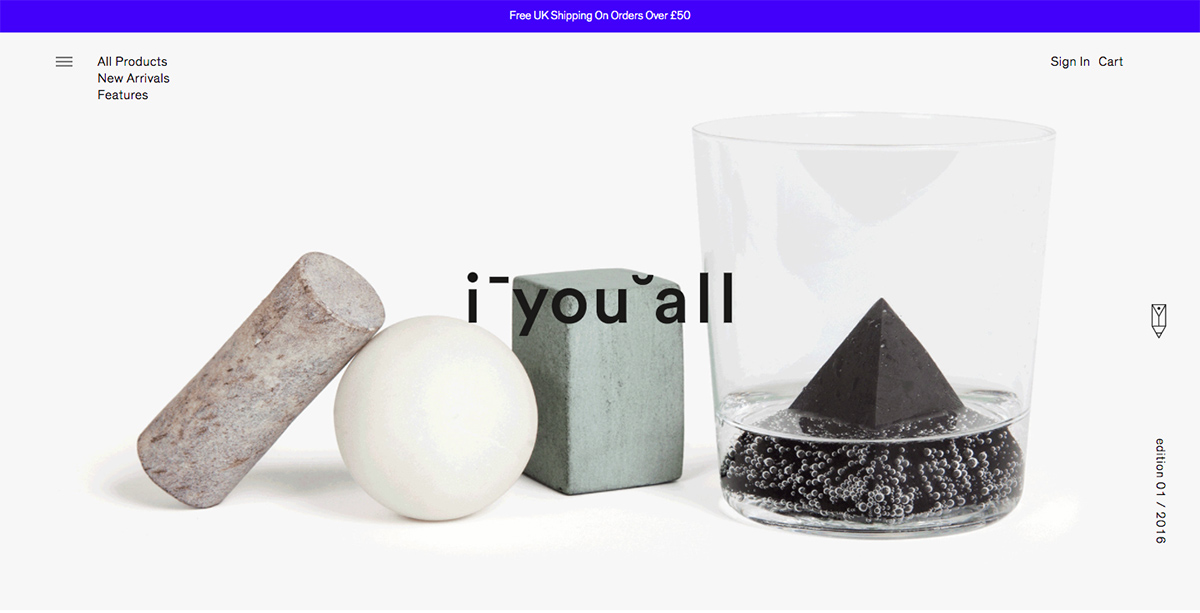 Free UK Shipping On Orders Over £50
All Products
New Arrivals
Features
Sign In Cart
i-you˘all
edition 01 / 2016